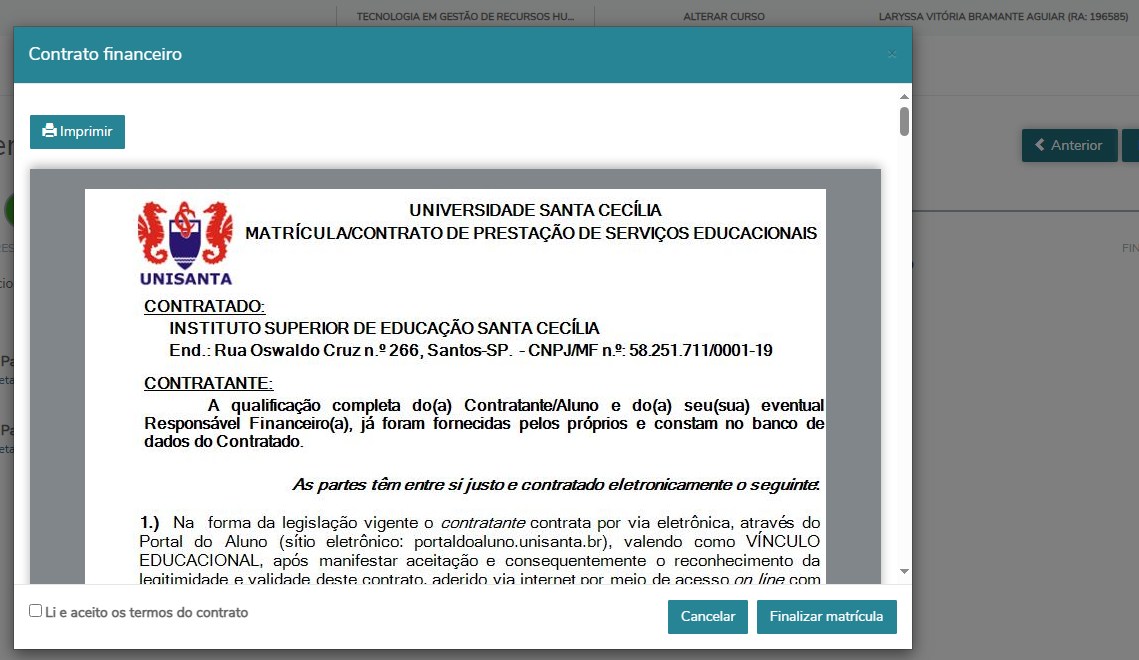 TECNOLOGIA EM GESTÃO DE RECURSOS HU... ALTERAR CURSO LARYSSA VITÓRIA BRAMANTE AGUIAR (RA: 196585)
Contrato financeiro ×
Imprimir
Anterior
UNIVERSIDADE SANTA CECÍLIA
MATRÍCULA/CONTRATO DE PRESTAÇÃO DE SERVIÇOS EDUCACIONAIS
UNISANTA
CONTRATADO:
INSTITUTO SUPERIOR DE EDUCAÇÃO SANTA CECÍLIA
End.: Rua Oswaldo Cruz n.º 266, Santos-SP. - CNPJ/MF n.º: 58.251.711/0001-19
CONTRATANTE:
A qualificação completa do(a) Contratante/Aluno e do(a) seu(sua) eventual
Responsável Financeiro(a), já foram fornecidas pelos próprios e constam no banco de
dados do Contratado.
As partes têm entre si justo e contratado eletronicamente o seguinte:
1.) Na forma da legislação vigente o contratante contrata por via eletrônica, através do
Portal do Aluno (sítio eletrônico: portaldoaluno.unisanta.br), valendo como VÍNCULO
EDUCACIONAL, após manifestar aceitação e consequentemente o reconhecimento da
legitimidade e validade deste contrato, aderido via internet por meio de acesso on line com
Li e aceito os termos do contrato
Cancelar Finalizar matrícula